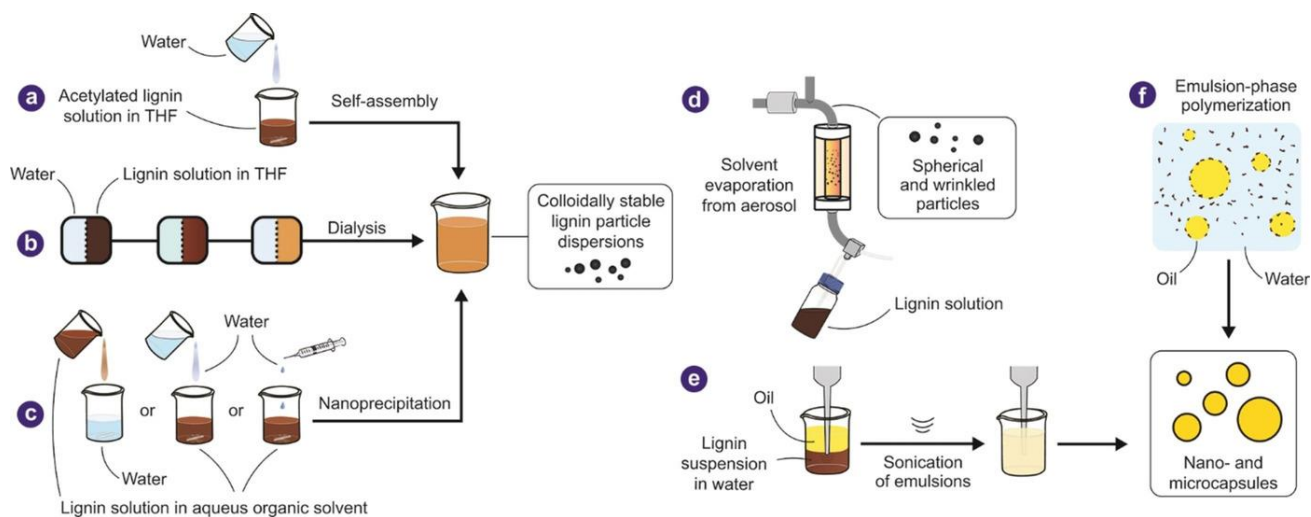 a
Water
Acetylated lignin
solution in THF
Self-assembly
b
Water
Lignin solution in THF
Dialysis
Colloidally stable
lignin particle
dispersions
c
Water
or
or
Nanoprecipitation
Water
Lignin solution in aqueus organic solvent
d
Solvent
evaporation
from aerosol
Spherical
and wrinkled
particles
Lignin solution
e
Oil
Lignin
suspension
in water
Sonication
of emulsions
f
Emulsion-phase
polymerization
Oil
Water
Nano- and
microcapsules